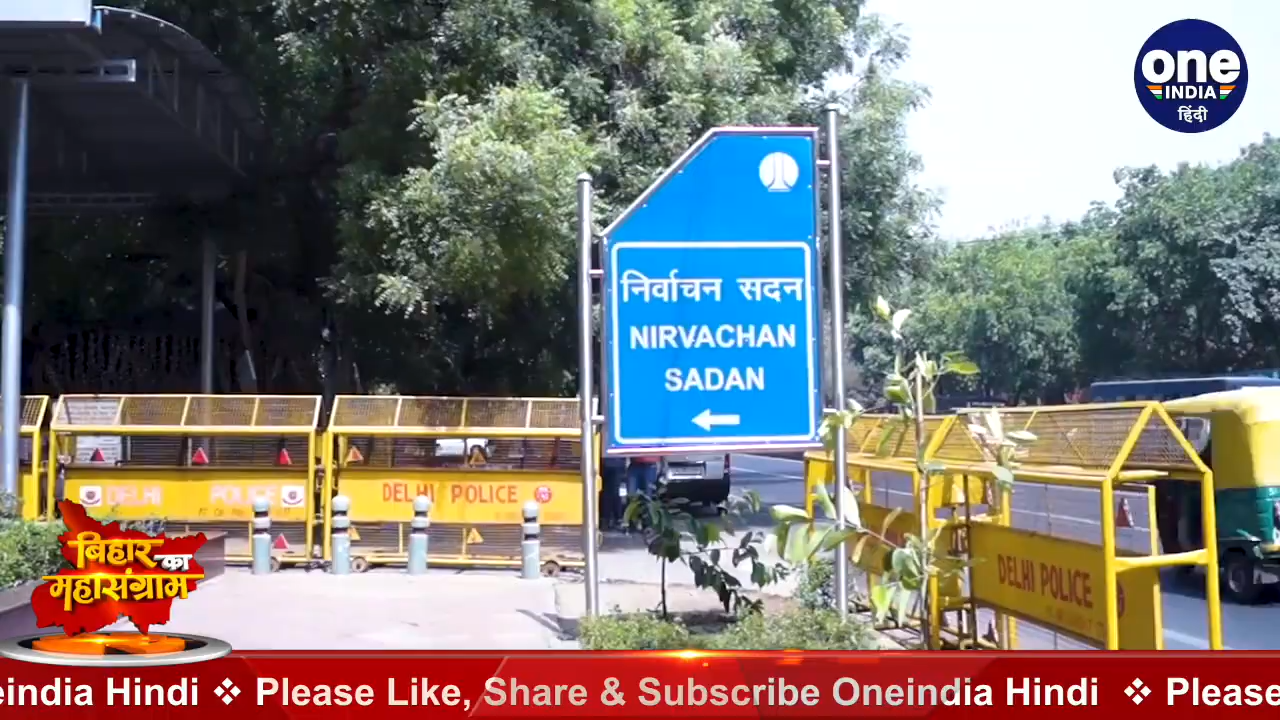 one
INDIA
हिंदी
निर्वाचन सदन
NIRVACHAN
SADAN
DELHI POLICE
DELHI POLICE
DELHI POLICE
बिहार का
महासंग्राम
eindia Hindi ❖ Please Like, Share & Subscribe Oneindia Hindi ❖ Please